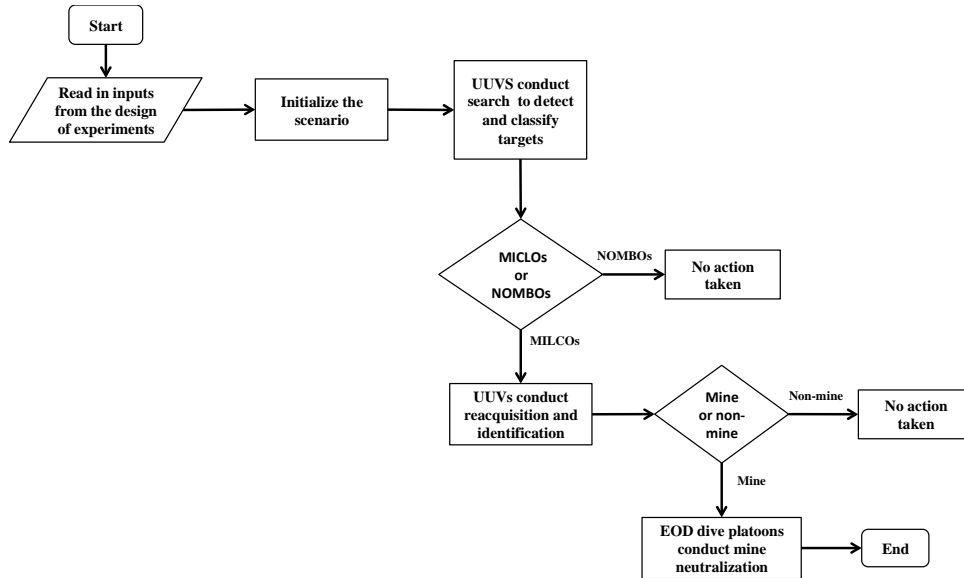 Start
Read in inputs
from the design
of experiments
Initialize the
scenario
UUVS conduct
search to detect
and classify
targets
MICLOs
or
NOMBOs
NOMBOs
No action
taken
MILCOs
UUVs conduct
reacquisition and
identification
Mine
or non-
mine
Non-mine
No action
taken
Mine
EOD dive platoons
conduct mine
neutralization
End